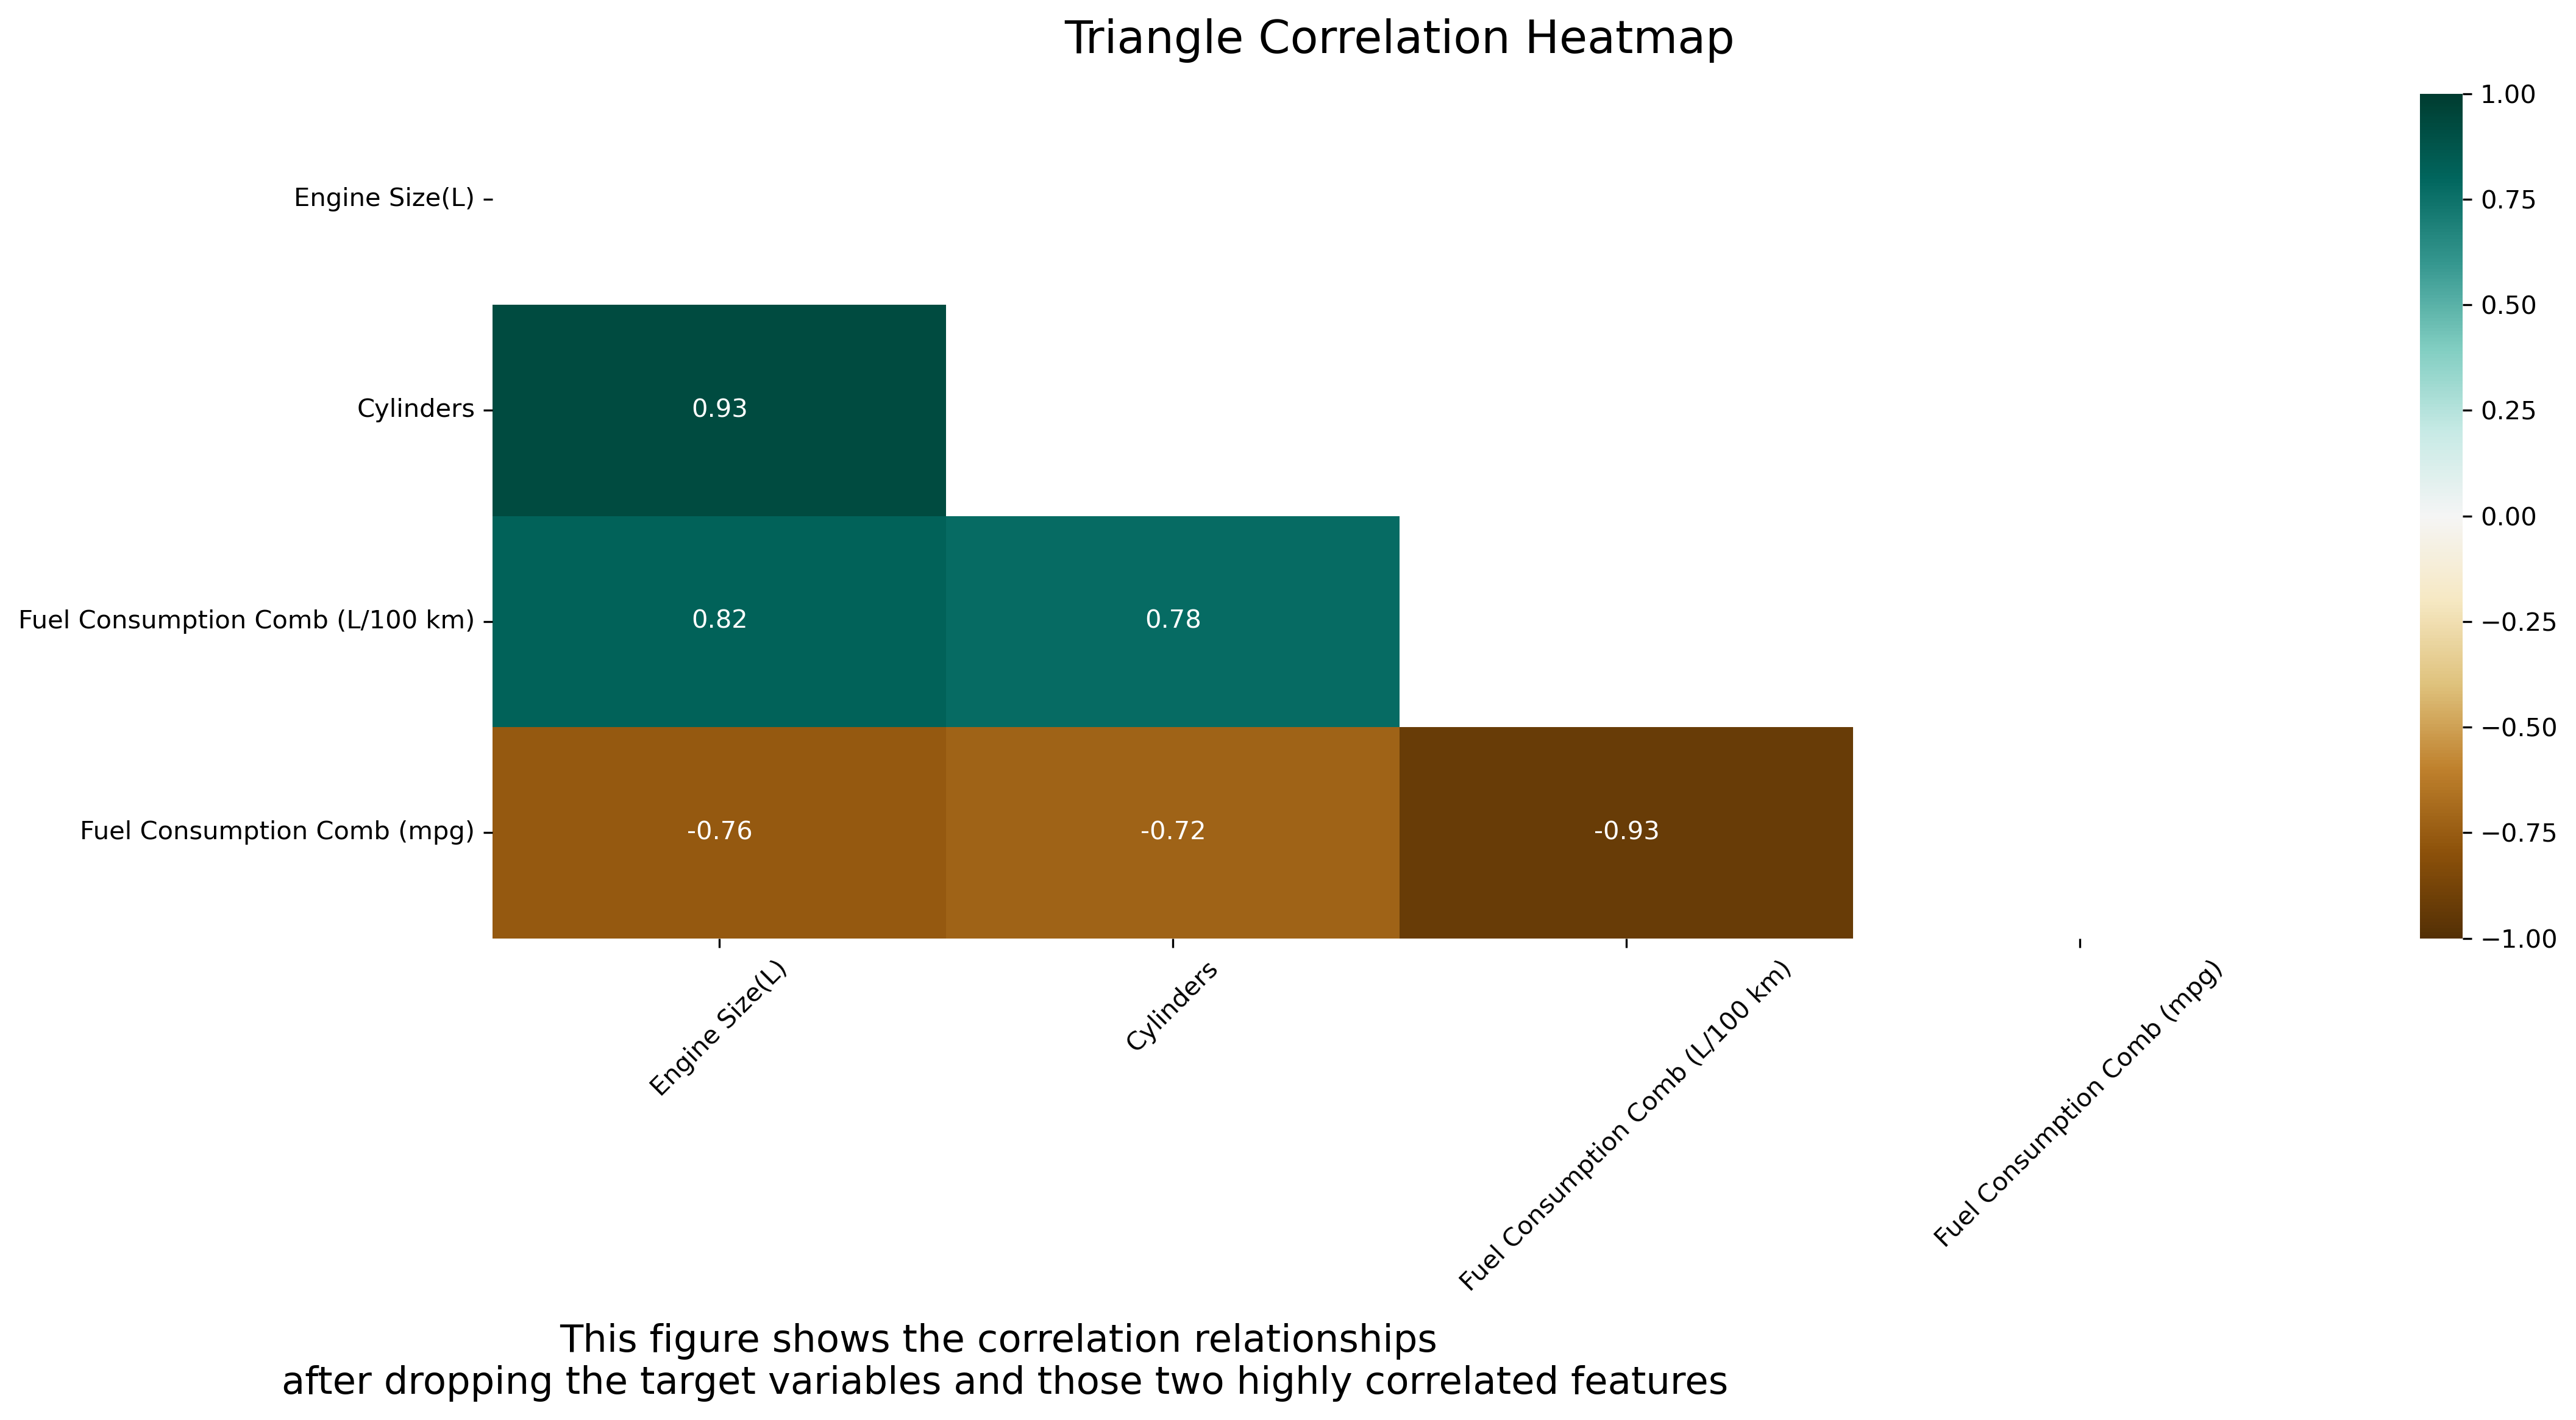 Triangle Correlation Heatmap
Engine Size(L)
Cylinders
Fuel Consumption Comb (L/100 km)
Fuel Consumption Comb (mpg)
0.93
0.82 0.78
-0.76 -0.72 -0.93
Engine Size(L)
Cylinders
Fuel Consumption Comb (L/100 km)
Fuel Consumption Comb (mpg)
1.00
0.75
0.50
0.25
0.00
−0.25
−0.50
−0.75
−1.00
This figure shows the correlation relationships
after dropping the target variables and those two highly correlated features